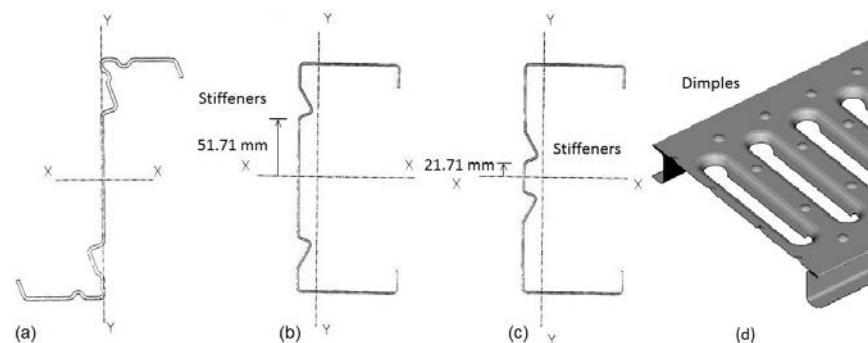 Y
Y
Y
Stiffeners
Dimples
51.71 mm
Stiffeners
X
X
X
X
21.71 mm
X
X
Y
Y
Y
(a)
(b)
(c)
(d)